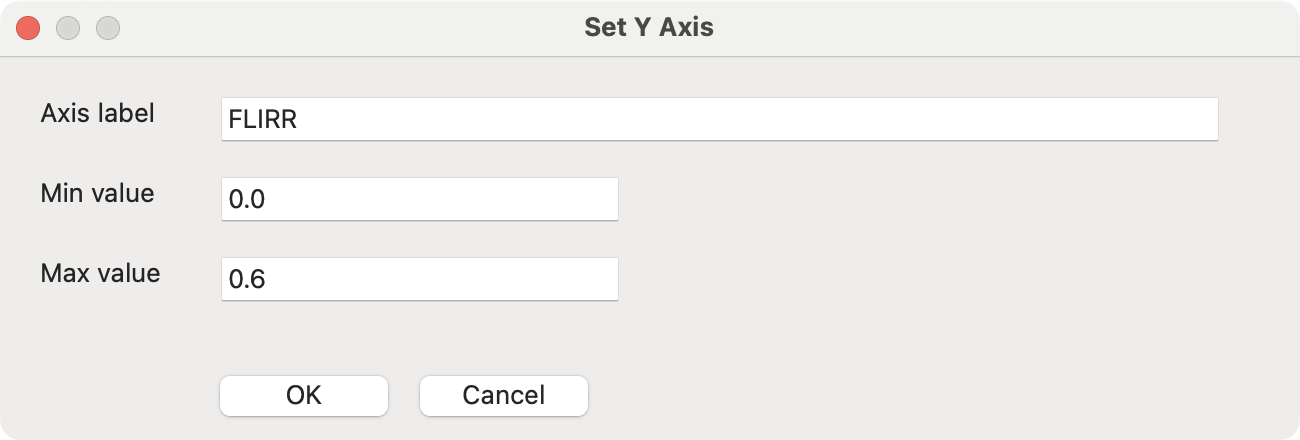 Set Y Axis
Axis label FLIRR
Min value 0.0
Max value 0.6
OK Cancel